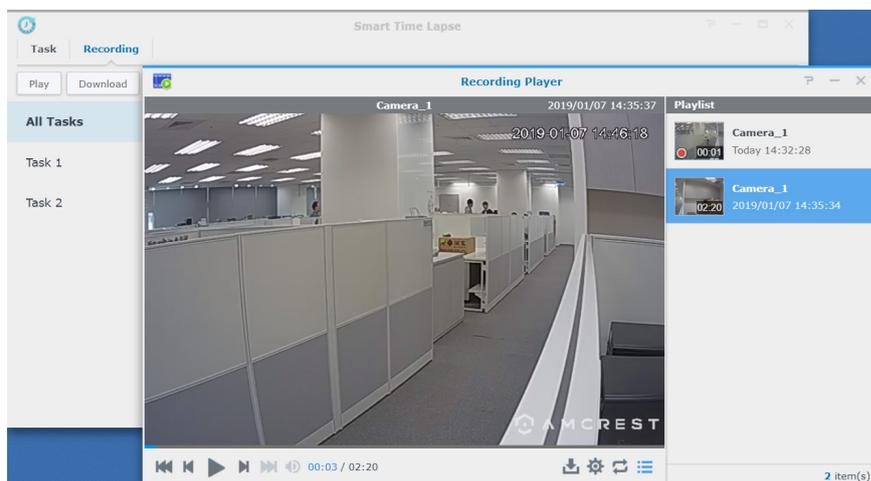 Smart Time Lapse
Task
Recording
Play
Download
Recording Player
All Tasks
Task 1
Task 2
Camera_1
2019/01/07 14:35:37
2019-01-07 14:46:18
AMCREST
00:03 / 02:20
Playlist
00:01
Camera_1
Today 14:32:28
02:20
Camera_1
2019/01/07 14:35:34
2 item(s)